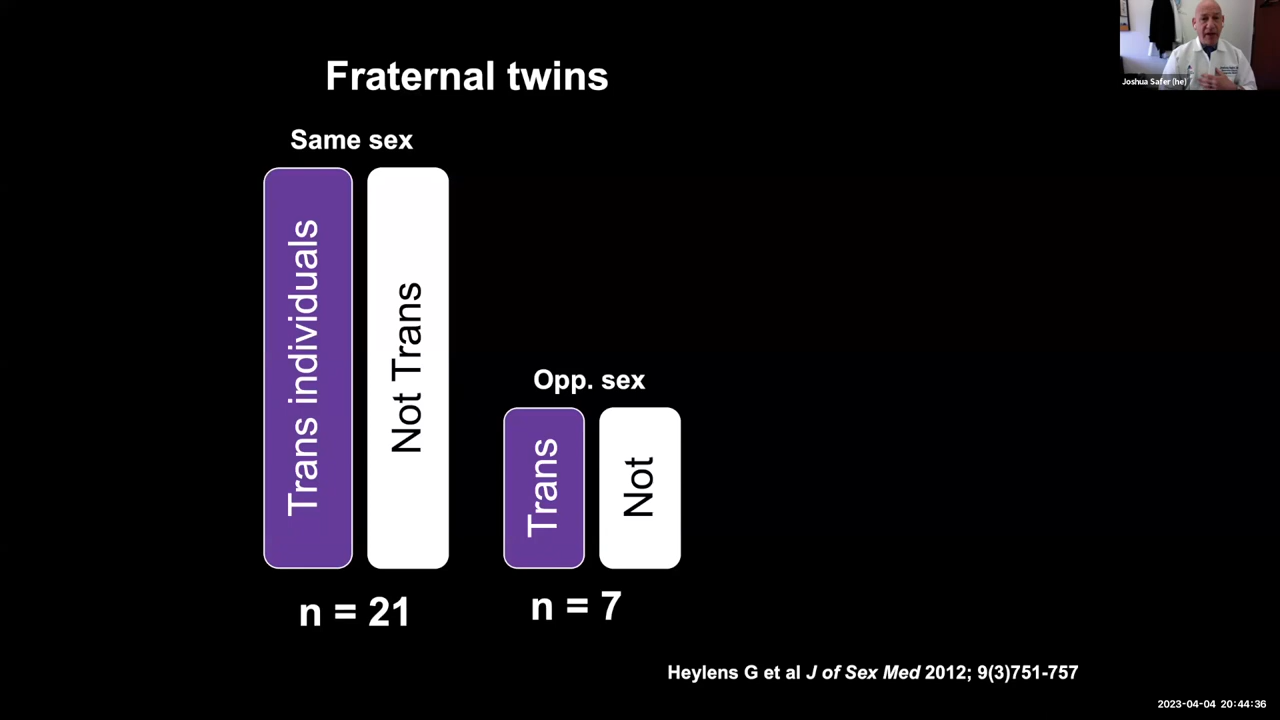 Fraternal twins
Same sex
Trans individuals
Not Trans
Opp. sex
Trans
Not
n = 21
n = 7
Heylens G et al J of Sex Med 2012; 9(3)751-757
Joshua Safer (he)
2023-04-04 20:44:36